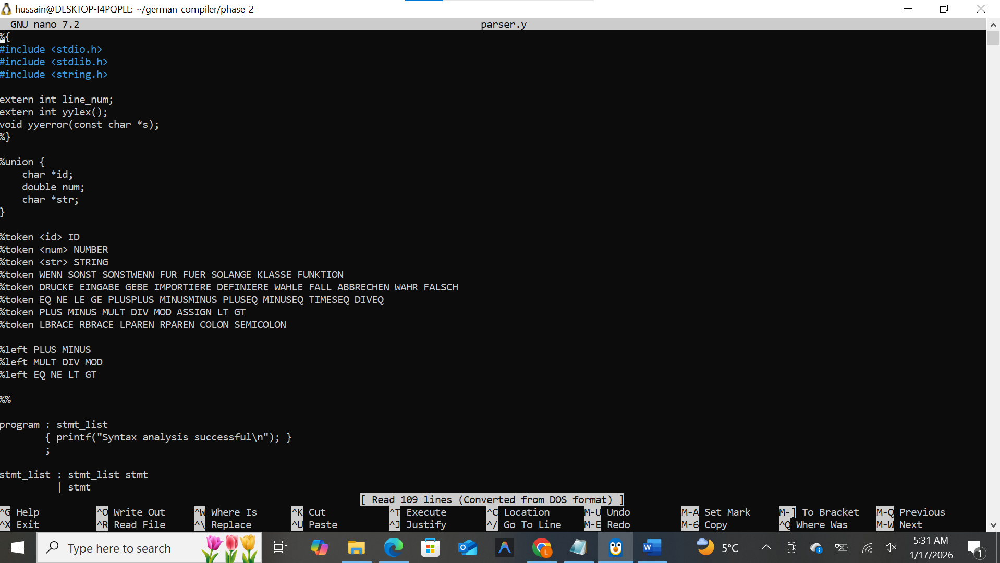 hussain@DESKTOP-I4PQPLL: ~/german_compiler/phase_2
GNU nano 7.2 parser.y
%{
#include <stdio.h>
#include <stdlib.h>
#include <string.h>
extern int line_num;
extern int yylex();
void yyerror(const char *s);
%}
%union {
    char *id;
    double num;
    char *str;
}
%token <id> ID
%token <num> NUMBER
%token <str> STRING
%token WENN SONST SONSTWENN FUR FUER SOLANGE KLASSE FUNKTION
%token DRUCKE EINGABE GEBE IMPORTIERE DEFINIERE WAHLE FALL ABBRECHEN WAHR FALSCH
%token EQ NE LE GE PLUSPLUS MINUSMINUS PLUSEQ MINUSEQ TIMESEQ DIVEQ
%token PLUS MINUS MULT DIV MOD ASSIGN LT GT
%token LBRACE RBRACE LPAREN RPAREN COLON SEMICOLON
%left PLUS MINUS
%left MULT DIV MOD
%left EQ NE LT GT
%%
program : stmt_list
        { printf("Syntax analysis successful\n"); }
        ;
stmt_list : stmt_list stmt
          | stmt
[ Read 109 lines (Converted from DOS format) ]
^G Help ^O Write Out ^W Where Is ^K Cut ^T Execute ^C Location M-U Undo M-A Set Mark M-] To Bracket M-Q Previous
^X Exit ^R Read File ^\ Replace ^U Paste ^J Justify ^/ Go To Line M-E Redo M-6 Copy ^Q Where Was M-W Next
Type here to search
5°C
5:31 AM
1/17/2026
1